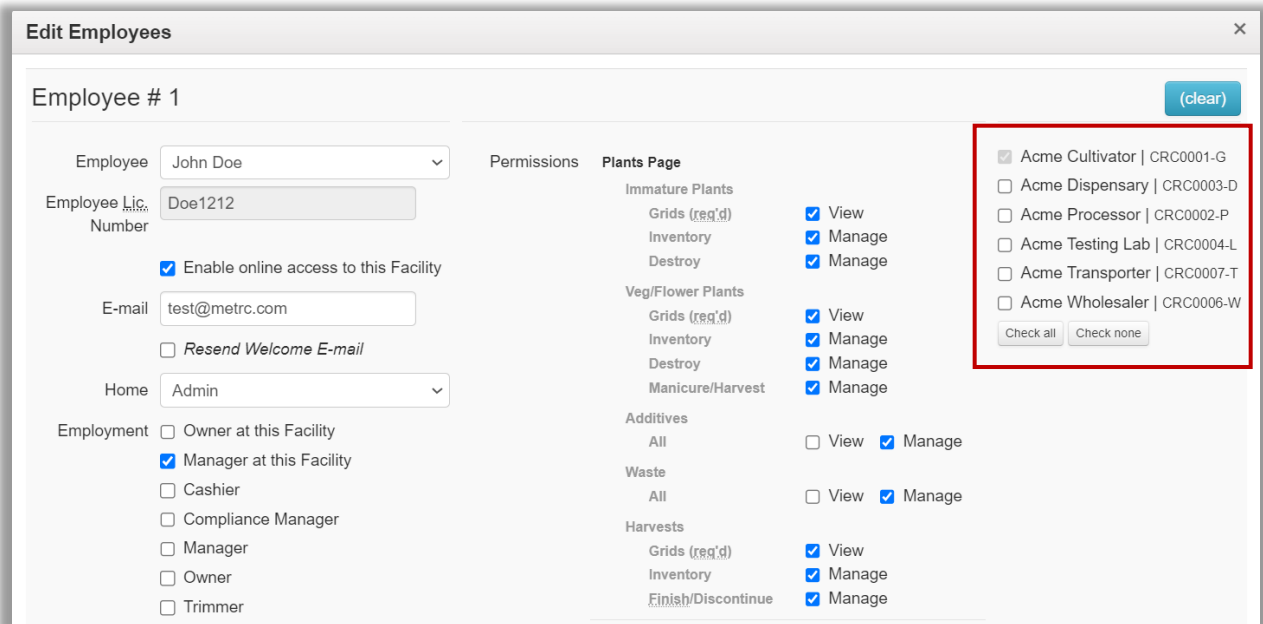 Edit Employees
×
Employee # 1
(clear)
Employee
John Doe
Employee Lic.
Number
Doe1212
Enable online access to this Facility
E-mail
test@metrc.com
Resend Welcome E-mail
Home
Admin
Employment
Owner at this Facility
Manager at this Facility
Cashier
Compliance Manager
Manager
Owner
Trimmer
Permissions
Plants Page
Immature Plants
Grids (req'd) View
Inventory Manage
Destroy Manage
Veg/Flower Plants
Grids (req'd) View
Inventory Manage
Destroy Manage
Manicure/Harvest Manage
Additives
All View Manage
Waste
All View Manage
Harvests
Grids (req'd) View
Inventory Manage
Finish/Discontinue Manage
Acme Cultivator | CRC0001-G
Acme Dispensary | CRC0003-D
Acme Processor | CRC0002-P
Acme Testing Lab | CRC0004-L
Acme Transporter | CRC0007-T
Acme Wholesaler | CRC0006-W
Check all Check none